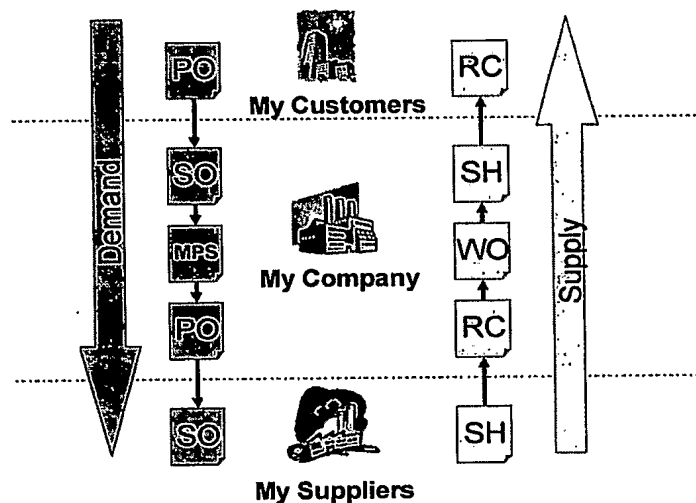 PO
RC
My Customers
SO
SH
Demand
MPS
My Company
WO
Supply
PO
RC
SO
SH
My Suppliers